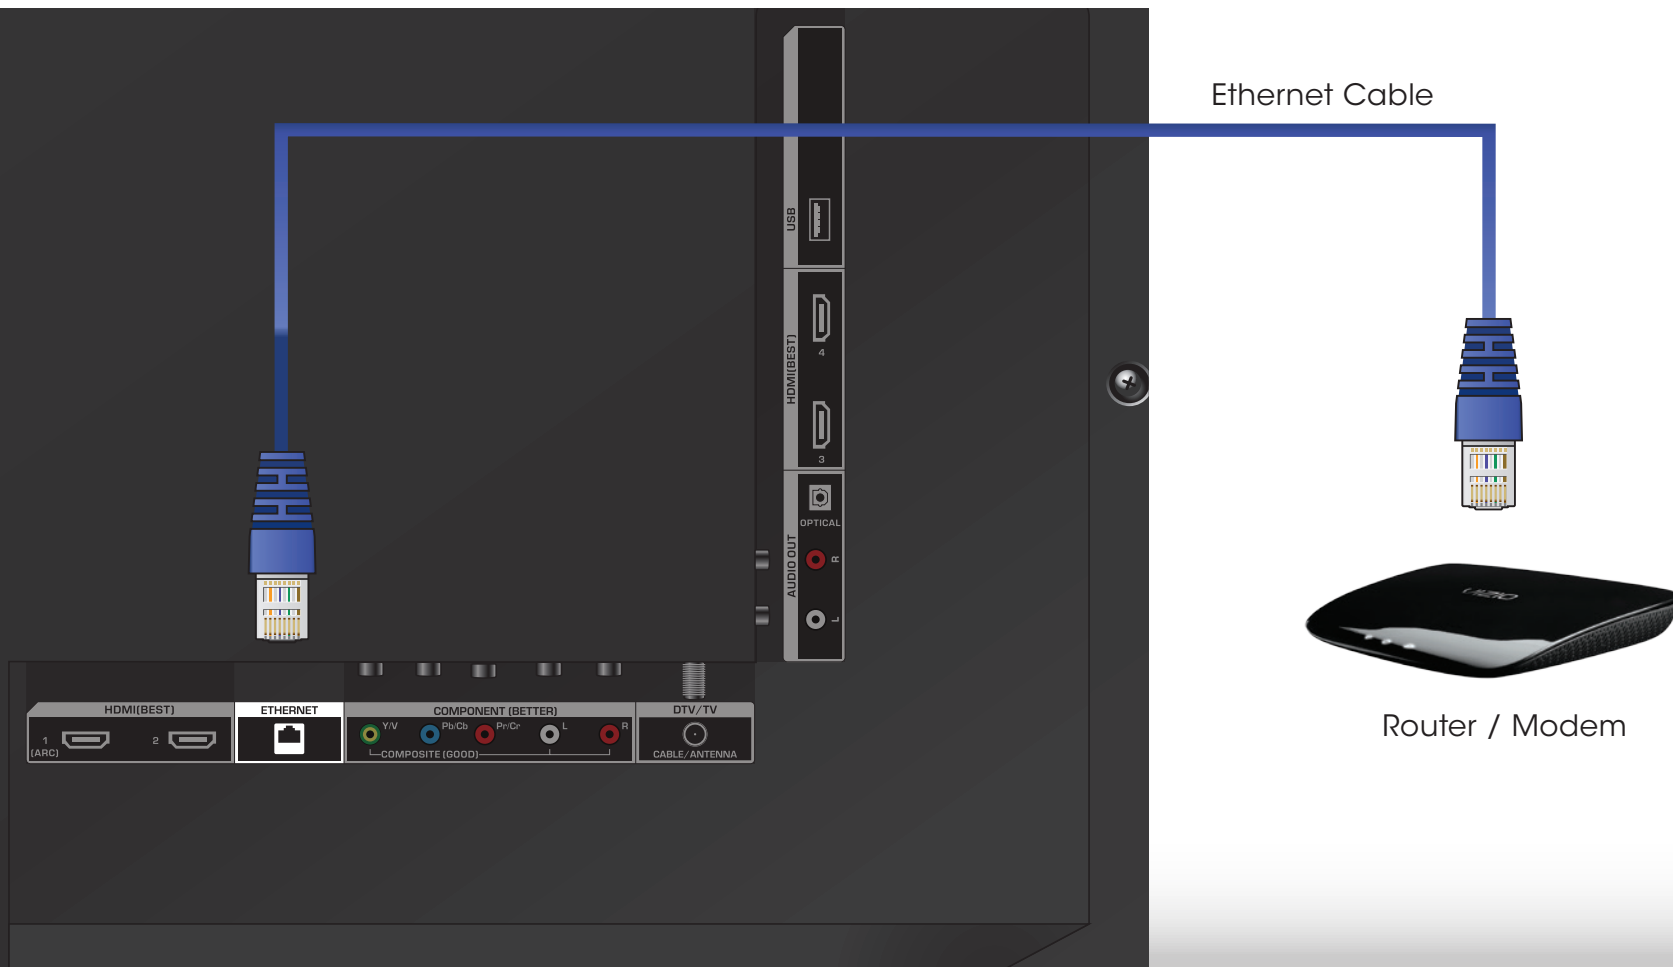 Ethernet Cable
USB
HDMI(BEST)
4
3
OPTICAL
AUDIO OUT
R
L
VIZIO
Router / Modem
HDMI(BEST)
1
(ARC)
2
ETHERNET
COMPONENT (BETTER)
Y/V
Pb/Cb
Pr/Cr
L
R
COMPOSITE (GOOD)
DTV/TV
CABLE/ANTENNA